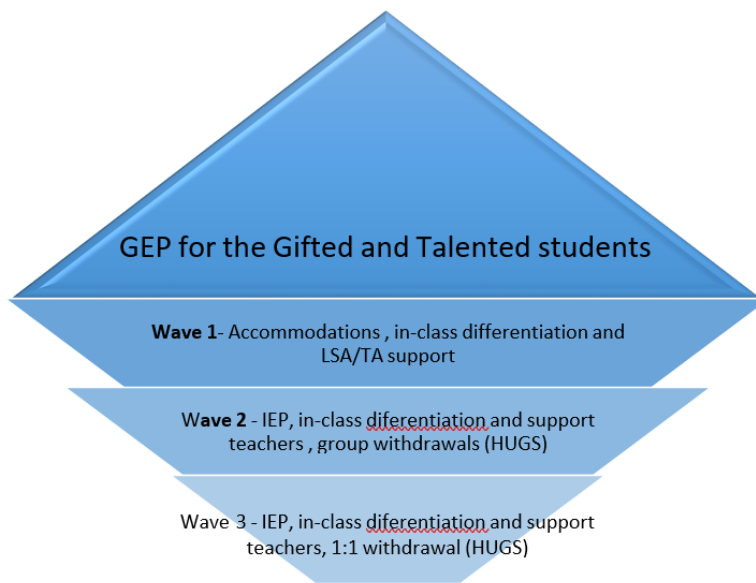 GEP for the Gifted and Talented students
Wave 1- Accommodations , in-class differentiation and
LSA/TA support
Wave 2 - IEP, in-class diferentiation and support
teachers , group withdrawals (HUGS)
Wave 3 - IEP, in-class diferentiation and support
teachers, 1:1 withdrawal (HUGS)